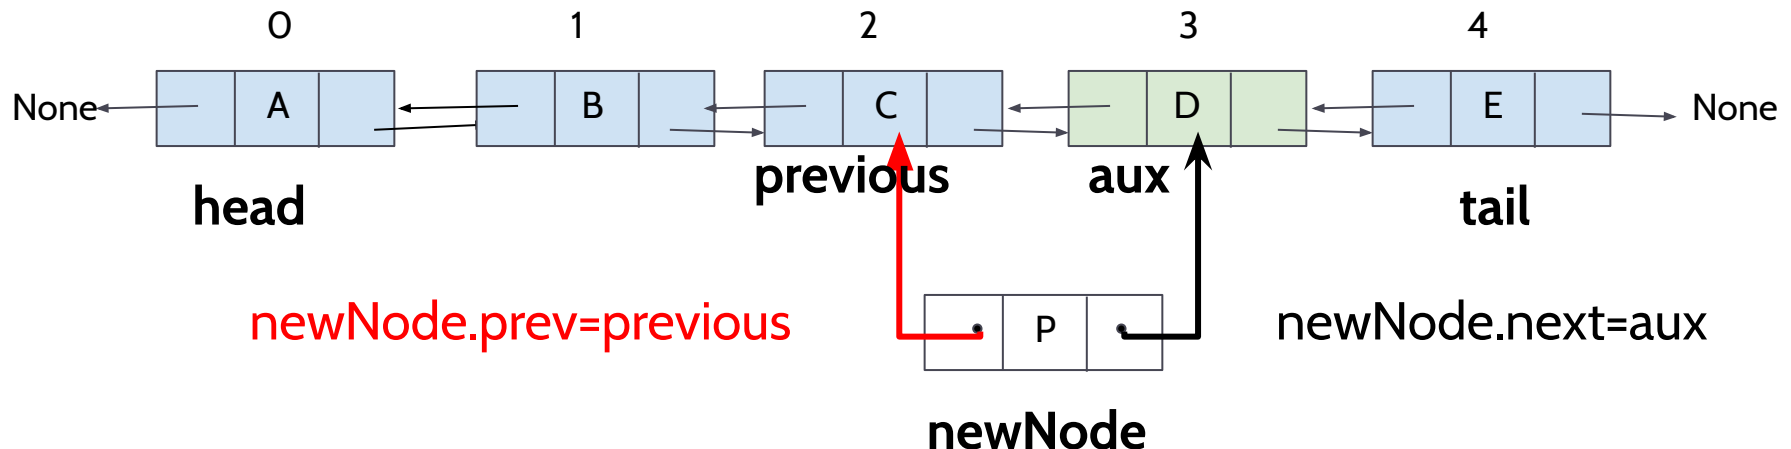 0 1 2 3 4
None A B C D E None
previous aux
head tail
newNode.prev=previous P newNode.next=aux
newNode